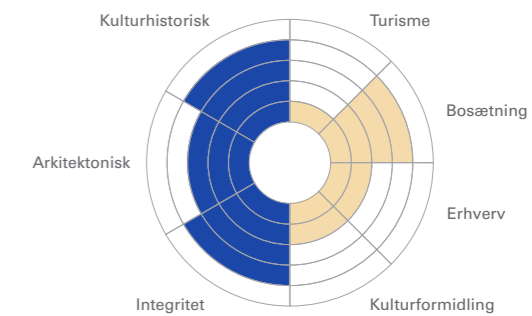 Kulturhistorisk
Turisme
Bosætning
Arkitektonisk
Erhverv
Integritet
Kulturformidling